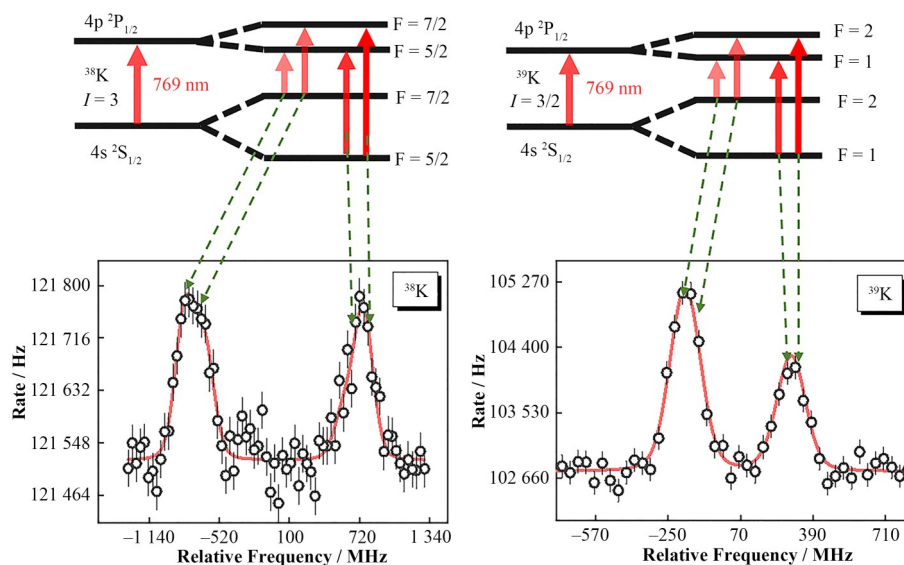 4p ²P₁/₂
³⁸K
I = 3
769 nm
4s ²S₁/₂
F = 7/2
F = 5/2
F = 7/2
F = 5/2
4p ²P₁/₂
³⁹K
I = 3/2
769 nm
4s ²S₁/₂
F = 2
F = 1
F = 2
F = 1
³⁸K
Rate / Hz
121 800
121 716
121 632
121 548
121 464
−1 140 −520 100 720 1 340
Relative Frequency / MHz
³⁹K
Rate / Hz
105 270
104 400
103 530
102 660
−570 −250 70 390 710
Relative Frequency / MHz